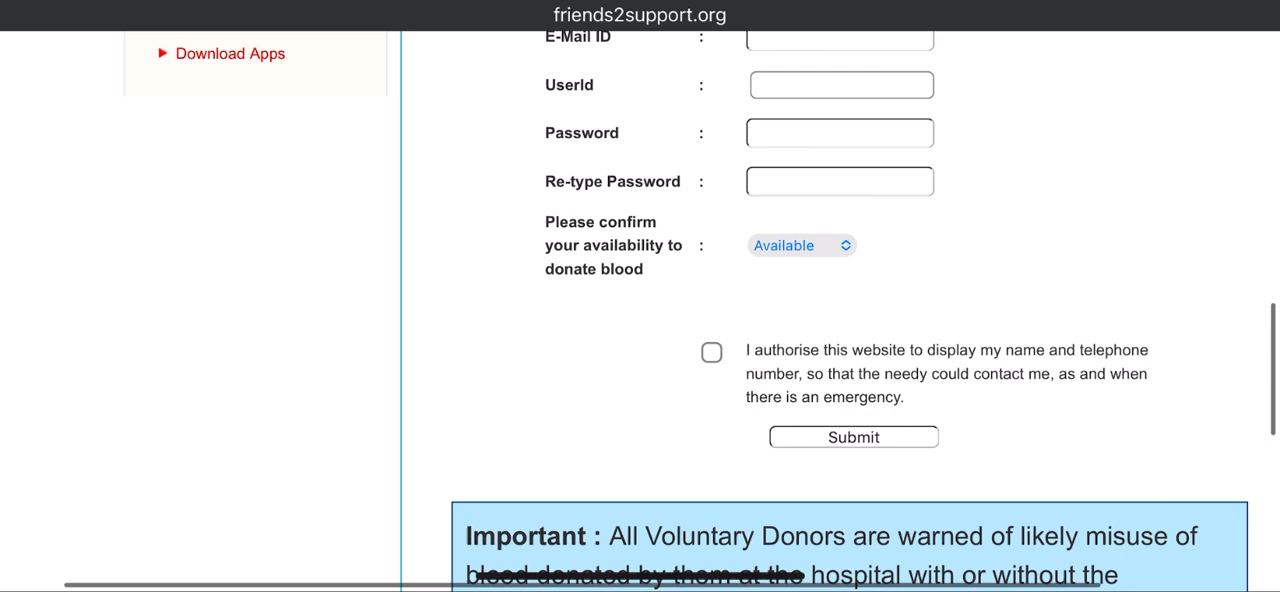 friends2support.org
Download Apps
E-Mail ID :
UserId :
Password :
Re-type Password :
Please confirm
your availability to : Available
donate blood
I authorise this website to display my name and telephone
number, so that the needy could contact me, as and when
there is an emergency.
Submit
Important : All Voluntary Donors are warned of likely misuse of
blood donated by them at the hospital with or without the